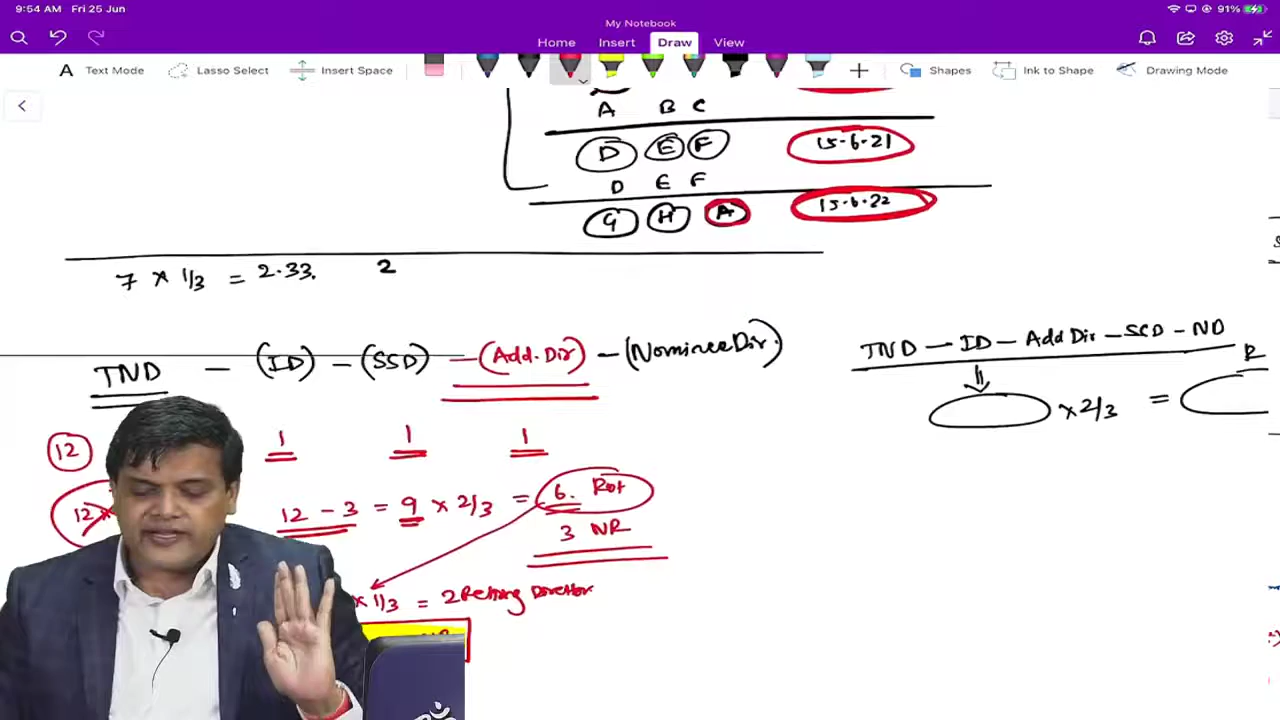 9:54 AM Fri 25 Jun
91%
My Notebook
Home Insert Draw View
Text Mode Lasso Select Insert Space Shapes Ink to Shape Drawing Mode
A B C
D E F 15.6.21
D E F
G H A 15.6.22
7 × 1/3 = 2.33. 2
TND - (ID) - (SSD) - (Add.Dir) - (Nominee Dir.)
12 1 1 1
12 - 3 = 9 × 2/3 = 6. Rot
12×
3 NR
× 1/3 = 2 Retiring Director
TND - ID - Add Dir - SCD - ND
× 2/3 =
R